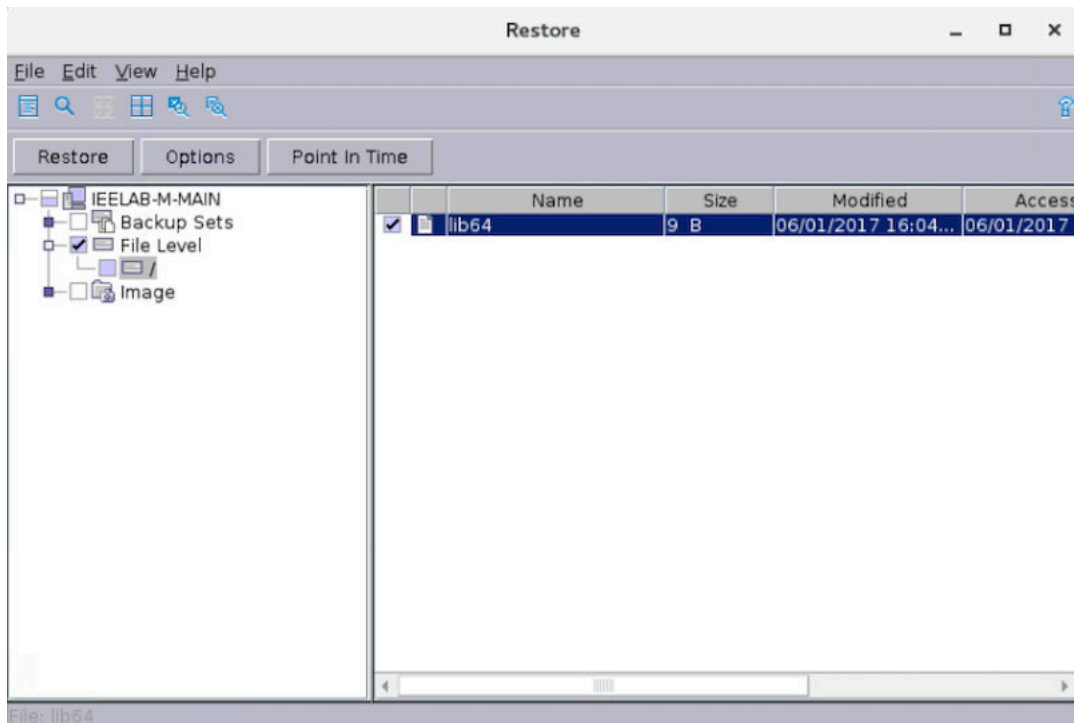 Restore
File Edit View Help
Restore Options Point In Time
IEELAB-M-MAIN
Backup Sets
File Level
/
Image
Name Size Modified Access
lib64 9 B 06/01/2017 16:04... 06/01/2017
File: lib64